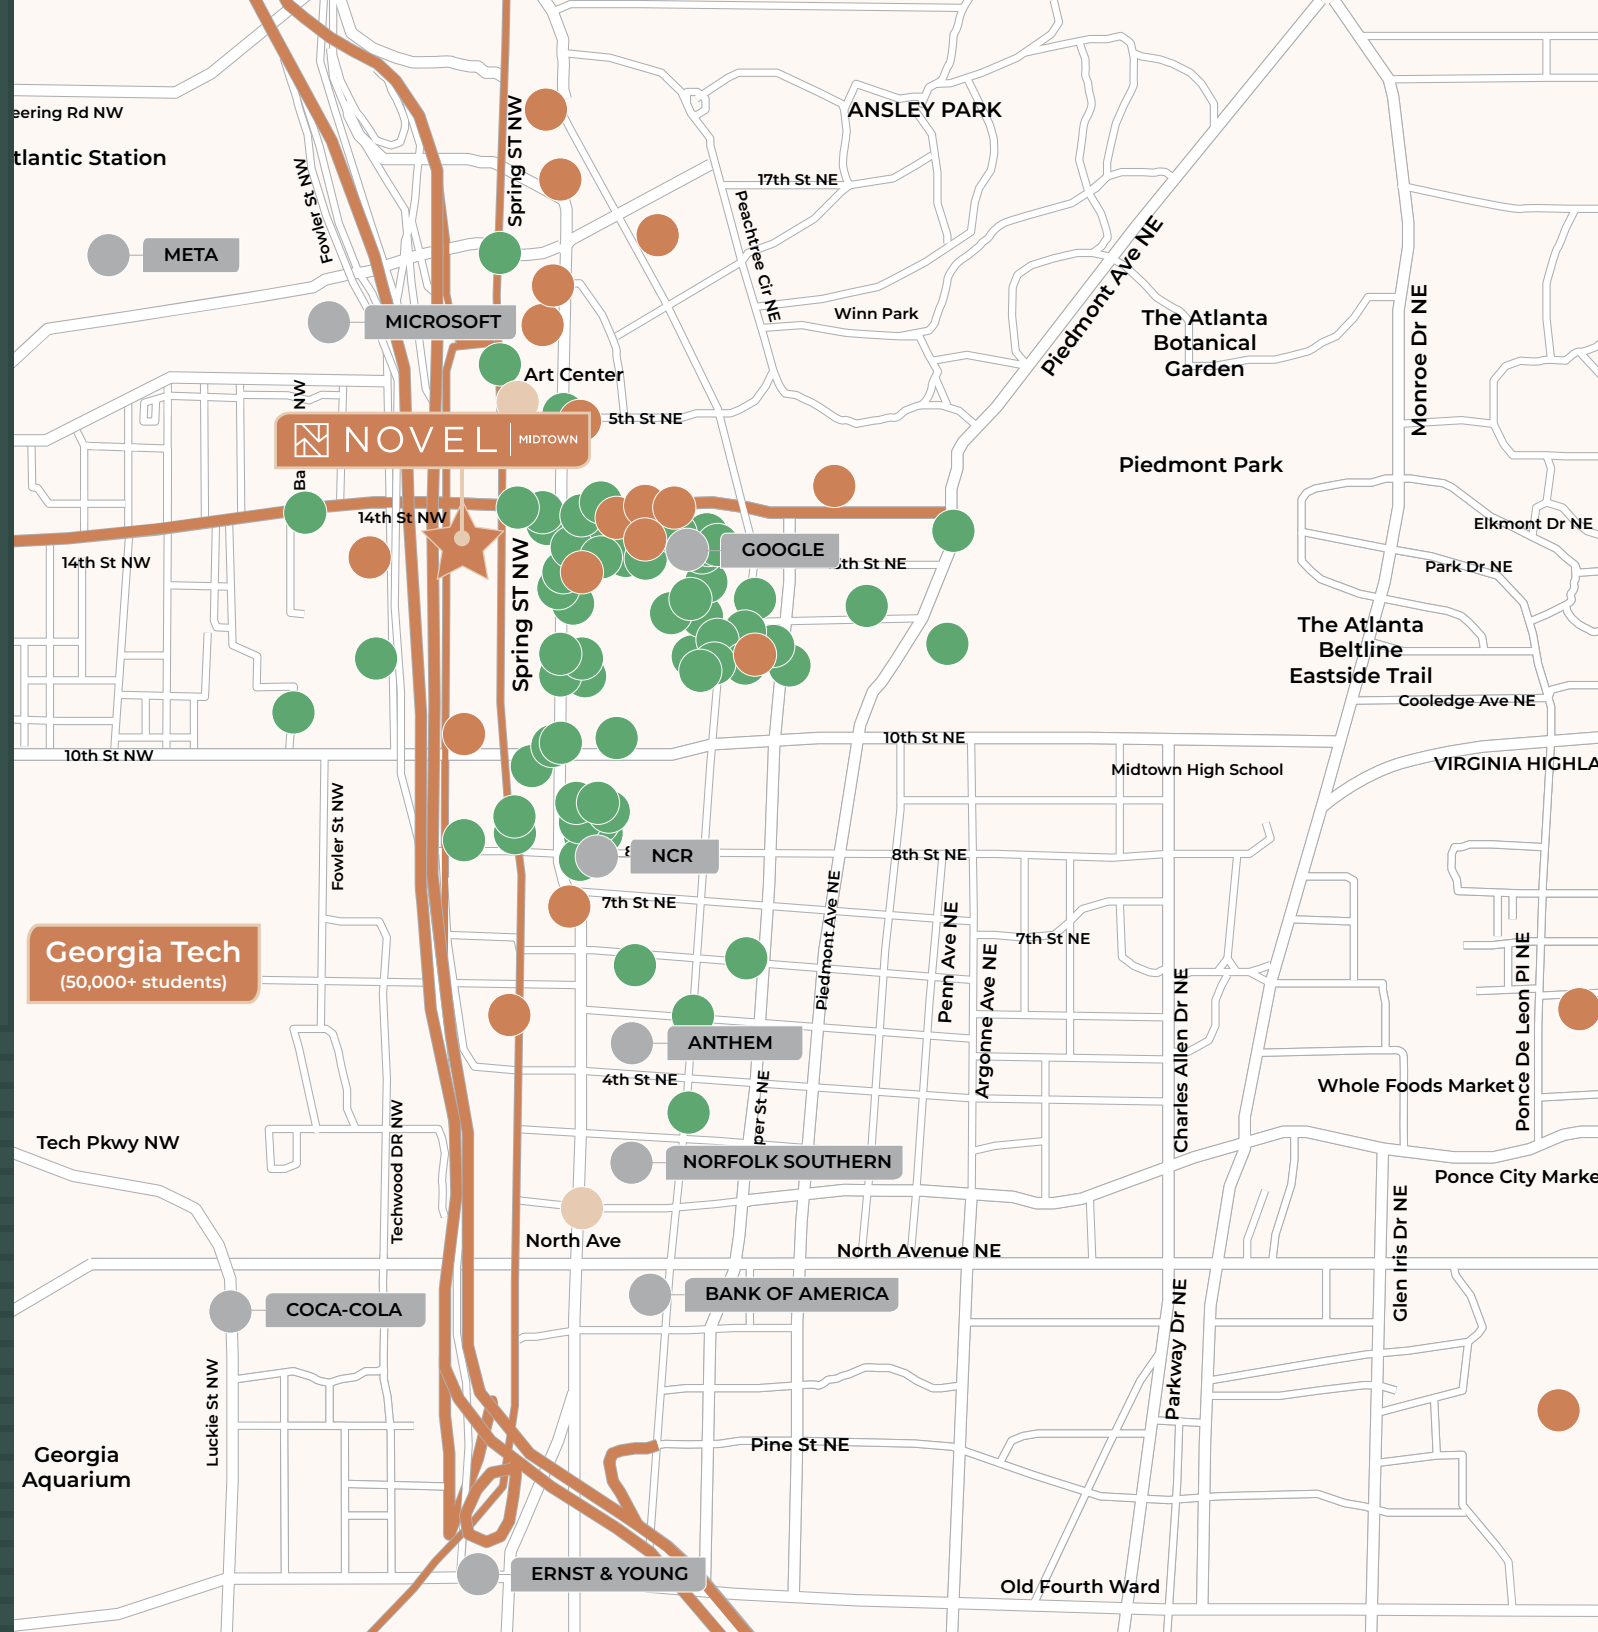 ANSLEY PARK
eering Rd NW
tlantic Station
Spring ST NW
Fowler St NW
17th St NE
Peachtree Cir NE
META
MICROSOFT
Winn Park
Piedmont Ave NE
The Atlanta
Botanical
Garden
Monroe Dr NE
Art Center
5th St NE
NW
Ba
NOVEL
MIDTOWN
Piedmont Park
14th St NW
14th St NW
Elkmont Dr NE
GOOGLE
th St NE
Park Dr NE
Spring ST NW
The Atlanta
Beltline
Eastside Trail
Cooledge Ave NE
10th St NE
10th St NW
Midtown High School
VIRGINIA HIGHLA
Fowler St NW
NCR
8th St NE
7th St NE
Piedmont Ave NE
Penn Ave NE
7th St NE
Argonne Ave NE
Georgia Tech
(50,000+ students)
Charles Allen Dr NE
Ponce De Leon Pl NE
ANTHEM
4th St NE
per St NE
Whole Foods Market
Tech Pkwy NW
Techwood DR NW
NORFOLK SOUTHERN
Ponce City Marke
North Ave
North Avenue NE
Glen Iris Dr NE
BANK OF AMERICA
COCA-COLA
Parkway Dr NE
Luckie St NW
Georgia
Aquarium
Pine St NE
ERNST & YOUNG
Old Fourth Ward